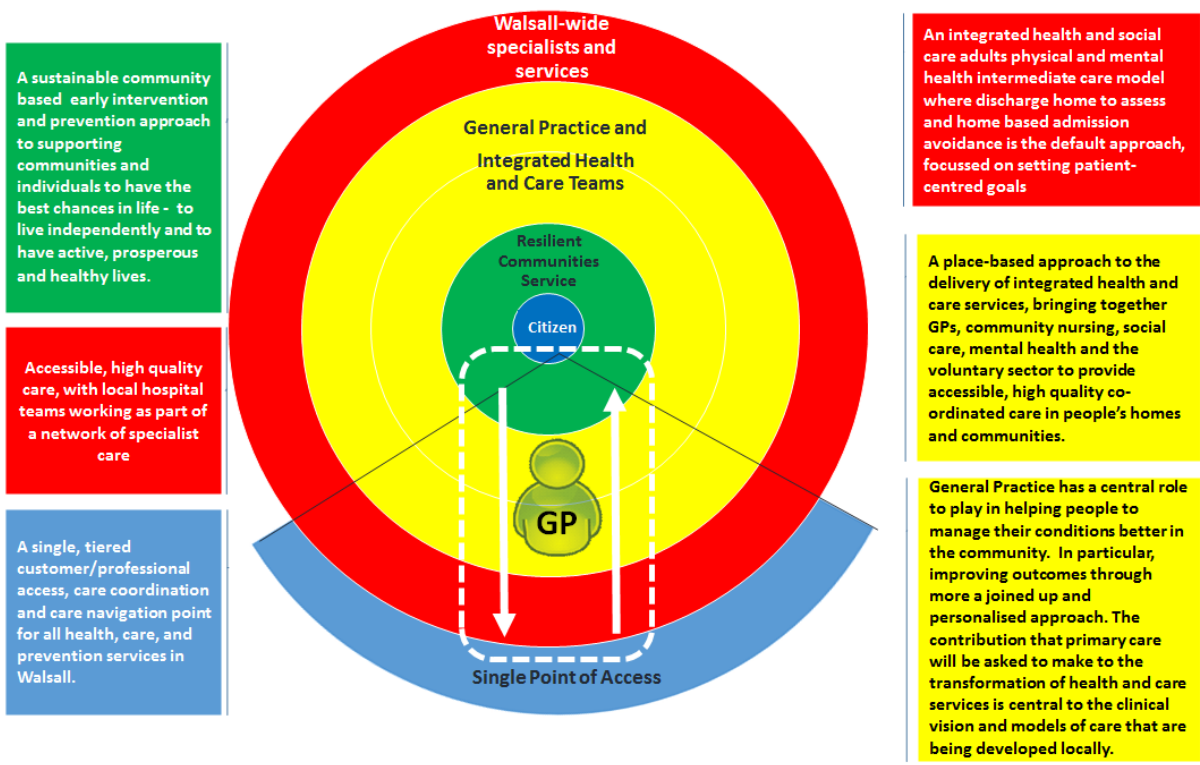 A sustainable community
based early intervention
and prevention approach
to supporting
communities and
individuals to have the
best chances in life - to
live independently and to
have active, prosperous
and healthy lives.
Accessible, high quality
care, with local hospital
teams working as part of
a network of specialist
care
A single, tiered
customer/professional
access, care coordination
and care navigation point
for all health, care, and
prevention services in
Walsall.
Walsall-wide
specialists and
services
General Practice and
Integrated Health
and Care Teams
Resilient
Communities
Service
Citizen
GP
Single Point of Access
An integrated health and social
care adults physical and mental
health intermediate care model
where discharge home to assess
and home based admission
avoidance is the default approach,
focussed on setting patient-
centred goals
A place-based approach to the
delivery of integrated health and
care services, bringing together
GPs, community nursing, social
care, mental health and the
voluntary sector to provide
accessible, high quality co-
ordinated care in people’s homes
and communities.
General Practice has a central role
to play in helping people to
manage their conditions better in
the community. In particular,
improving outcomes through
more a joined up and
personalised approach. The
contribution that primary care
will be asked to make to the
transformation of health and care
services is central to the clinical
vision and models of care that are
being developed locally.